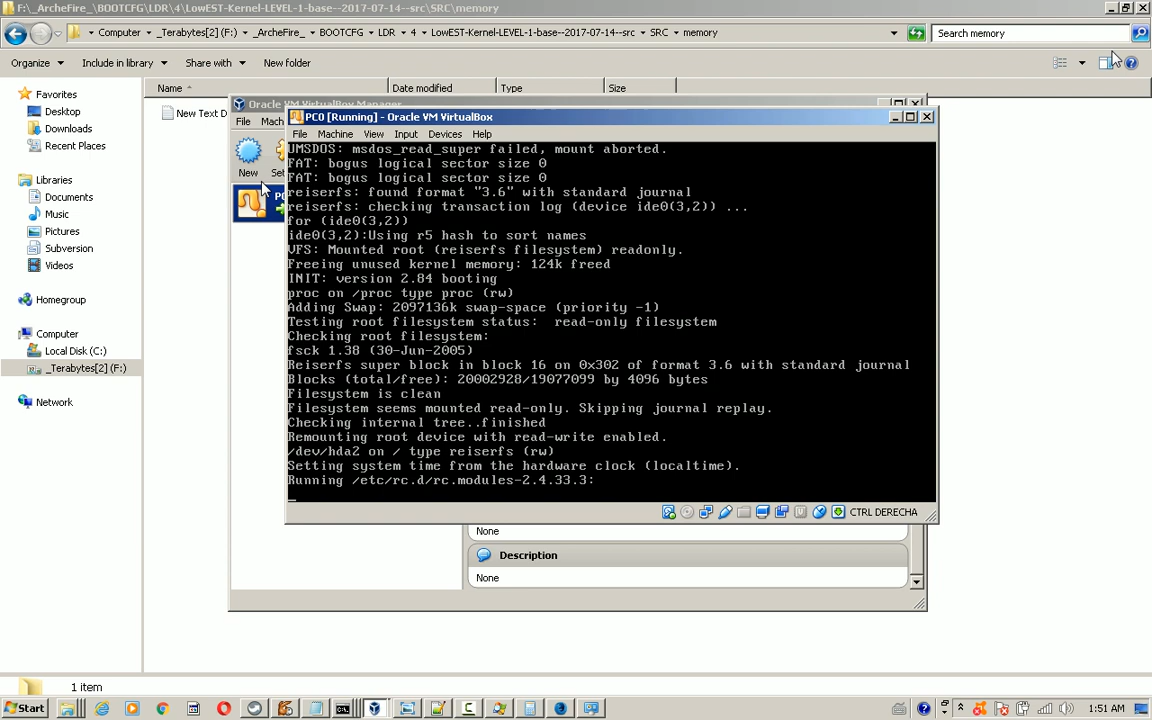 F:\_ArcheFire_\BOOTCFG\LDR\4\LowEST-Kernel-LEVEL-1-base--2017-07-14--src\SRC\memory
Computer
_Terabytes[2] (F:)
_ArcheFire_
BOOTCFG
LDR
4
LowEST-Kernel-LEVEL-1-base--2017-07-14--src
SRC
memory
Search memory
Organize
Include in library
Share with
New folder
Favorites
Desktop
Downloads
Recent Places
Libraries
Documents
Music
Pictures
Subversion
Videos
Homegroup
Computer
Local Disk (C:)
_Terabytes[2] (F:)
Network
Name
Date modified
Type
Size
New Text D
Oracle VM VirtualBox Manager
File
Mach
New
Set
PC0 [Running] - Oracle VM VirtualBox
File Machine View Input Devices Help
UMSDOS: msdos_read_super failed, mount aborted.
FAT: bogus logical sector size 0
FAT: bogus logical sector size 0
reiserfs: found format "3.6" with standard journal
reiserfs: checking transaction log (device ide0(3,2)) ...
for (ide0(3,2))
ide0(3,2):Using r5 hash to sort names
VFS: Mounted root (reiserfs filesystem) readonly.
Freeing unused kernel memory: 124k freed
INIT: version 2.84 booting
proc on /proc type proc (rw)
Adding Swap: 2097136k swap-space (priority -1)
Testing root filesystem status:  read-only filesystem
Checking root filesystem:
fsck 1.38 (30-Jun-2005)
Reiserfs super block in block 16 on 0x302 of format 3.6 with standard journal
Blocks (total/free): 20002928/19077099 by 4096 bytes
Filesystem is clean
Filesystem seems mounted read-only. Skipping journal replay.
Checking internal tree..finished
Remounting root device with read-write enabled.
/dev/hda2 on / type reiserfs (rw)
Setting system time from the hardware clock (localtime).
Running /etc/rc.d/rc.modules-2.4.33.3:
CTRL DERECHA
None
Description
None
1 item
Start
1:51 AM